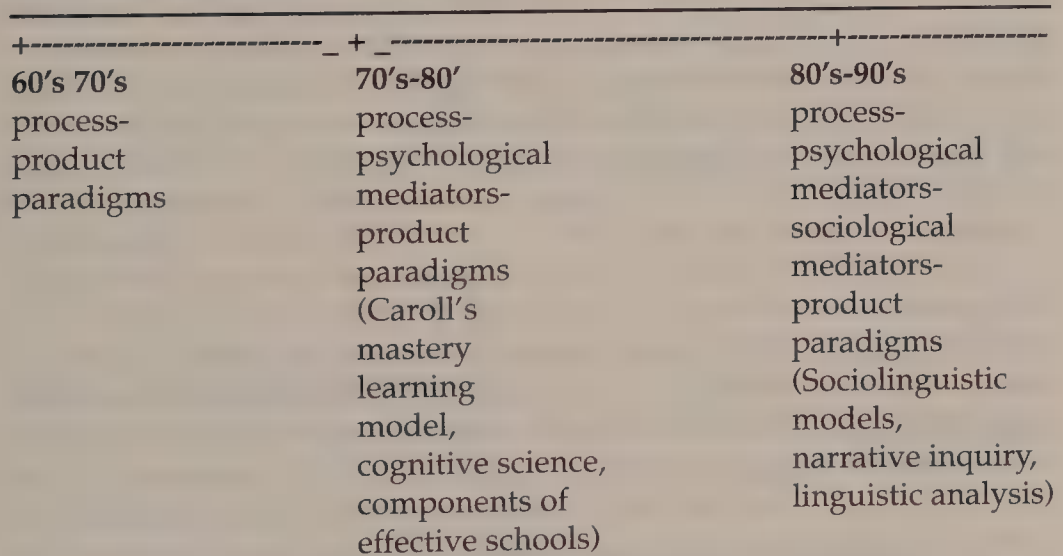 +---------------------------_ + _----------------------------------------+-------------------
60's 70's
process-
product
paradigms
70's-80'
process-
psychological
mediators-
product
paradigms
(Caroll's
mastery
learning
model,
cognitive science,
components of
effective schools)
80's-90's
process-
psychological
mediators-
sociological
mediators-
product
paradigms
(Sociolinguistic
models,
narrative inquiry,
linguistic analysis)